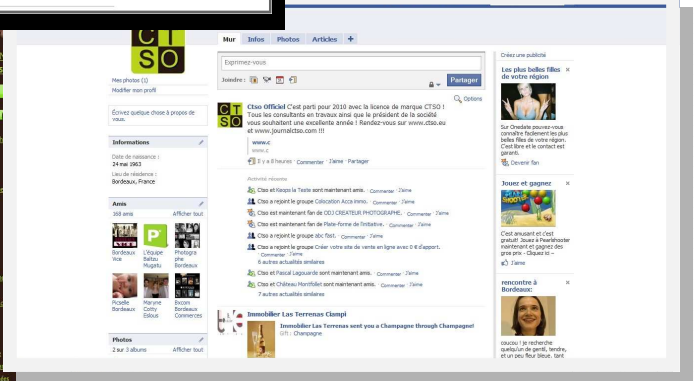 CT
SO
Mes photos (1)
Modifier mon profil
Écrivez quelque chose à propos de
vous.
Informations
Date de naissance :
24 mai 1963
Lieu de résidence :
Bordeaux, France
Amis
168 amis Afficher tout
Bordeaux
Vice
L'équipe
Baitzu
Mugatu
Photogra
phe
Bordeaux
Picselle
Bordeaux
Maryne
Cothy
Eslous
Excom
Bordeaux
Commerces
Photos
2 sur 3 albums Afficher tout
Mur Infos Photos Articles +
Exprimez-vous
Joindre : Partager
Options
CT
SO
Ctso Officiel C'est parti pour 2010 avec la licence de marque CTSO !
Tous les consultants en travaux ainsi que le président de la société
vous souhaitent une excellente année ! Rendez-vous sur www.ctso.eu
et www.journalctso.com !!!
www.c
www.c
Il y a 8 heures · Commenter · J'aime · Partager
Activité récente
Ctso et Keops la Teste sont maintenant amis. · Commenter · J'aime
Ctso a rejoint le groupe Colocation Acca immo. · Commenter · J'aime
Ctso est maintenant fan de ODJ CREATEUR PHOTOGRAPHE. · Commenter · J'aime
Ctso est maintenant fan de Plate-forme de l'initiative. · Commenter · J'aime
Ctso a rejoint le groupe abc fast. · Commenter · J'aime
Ctso a rejoint le groupe Créer votre site de vente en ligne avec 0 € d'apport.
Commenter · J'aime
6 autres actualités similaires
Ctso et Pascal Lagouarde sont maintenant amis. · Commenter · J'aime
Ctso et Château Montfollet sont maintenant amis. · Commenter · J'aime
7 autres actualités similaires
Immobilier Las Terrenas Ciampi
Immobilier Las Terrenas sent you a Champagne through Champagne!
Gift : Champagne
Créez une publicité
Les plus belles filles ×
de votre région
Sur Onedate pouvez-vous
connaître facilement les plus
belles filles de votre région.
C'est libre et le contact est
garanti.
Devenir fan
Jouez et gagnez ×
C'est amusant et c'est
gratuit! Jouez à Pearlshooter
maintenant et gagnez des
gros prix - Cliquez ici -
J'aime
rencontre à ×
Bordeaux:
coucou ! je recherche
quelqu'un de gentil, tendre,
et un peu fleur bleue. tant